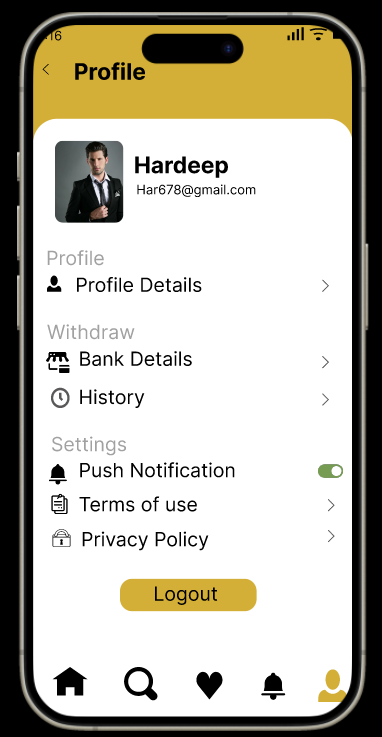 Profile
Hardeep
Har678@gmail.com
Profile
Profile Details
Withdraw
Bank Details
History
Settings
Push Notification
Terms of use
Privacy Policy
Logout